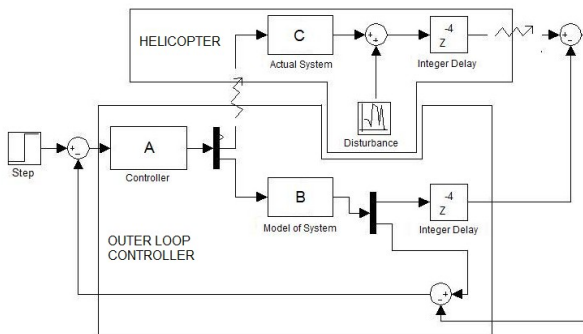 HELICOPTER
C
Actual System
+
+
-4
Z
Integer Delay
+
-
Disturbance
Step
+
-
A
Controller
B
Model of System
-4
Z
Integer Delay
OUTER LOOP
CONTROLLER
-
+